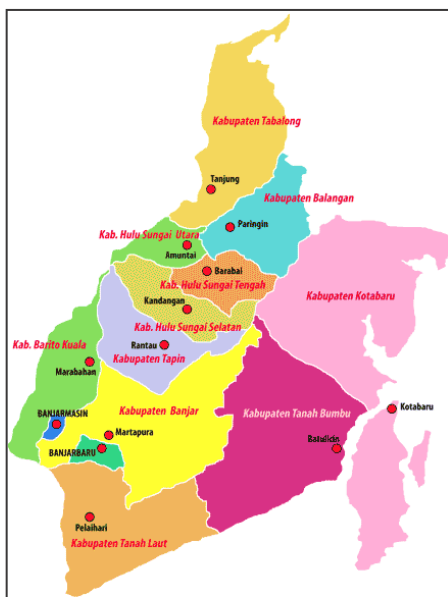 Kabupaten Tabalong
Tanjung
Kabupaten Balangan
Paringin
Kab. Hulu Sungai Utara
Amuntai
Barabai
Kab. Hulu Sungai Tengah
Kandangan
Kabupaten Kotabaru
Kab. Hulu Sungai Selatan
Kab. Barito Kuala
Rantau
Kabupaten Tapin
Marabahan
Kabupaten Banjar
Kabupaten Tanah Bumbu
Kotabaru
BANJARMASIN
Martapura
Batulicin
BANJARBARU
Pelaihari
Kabupaten Tanah Laut